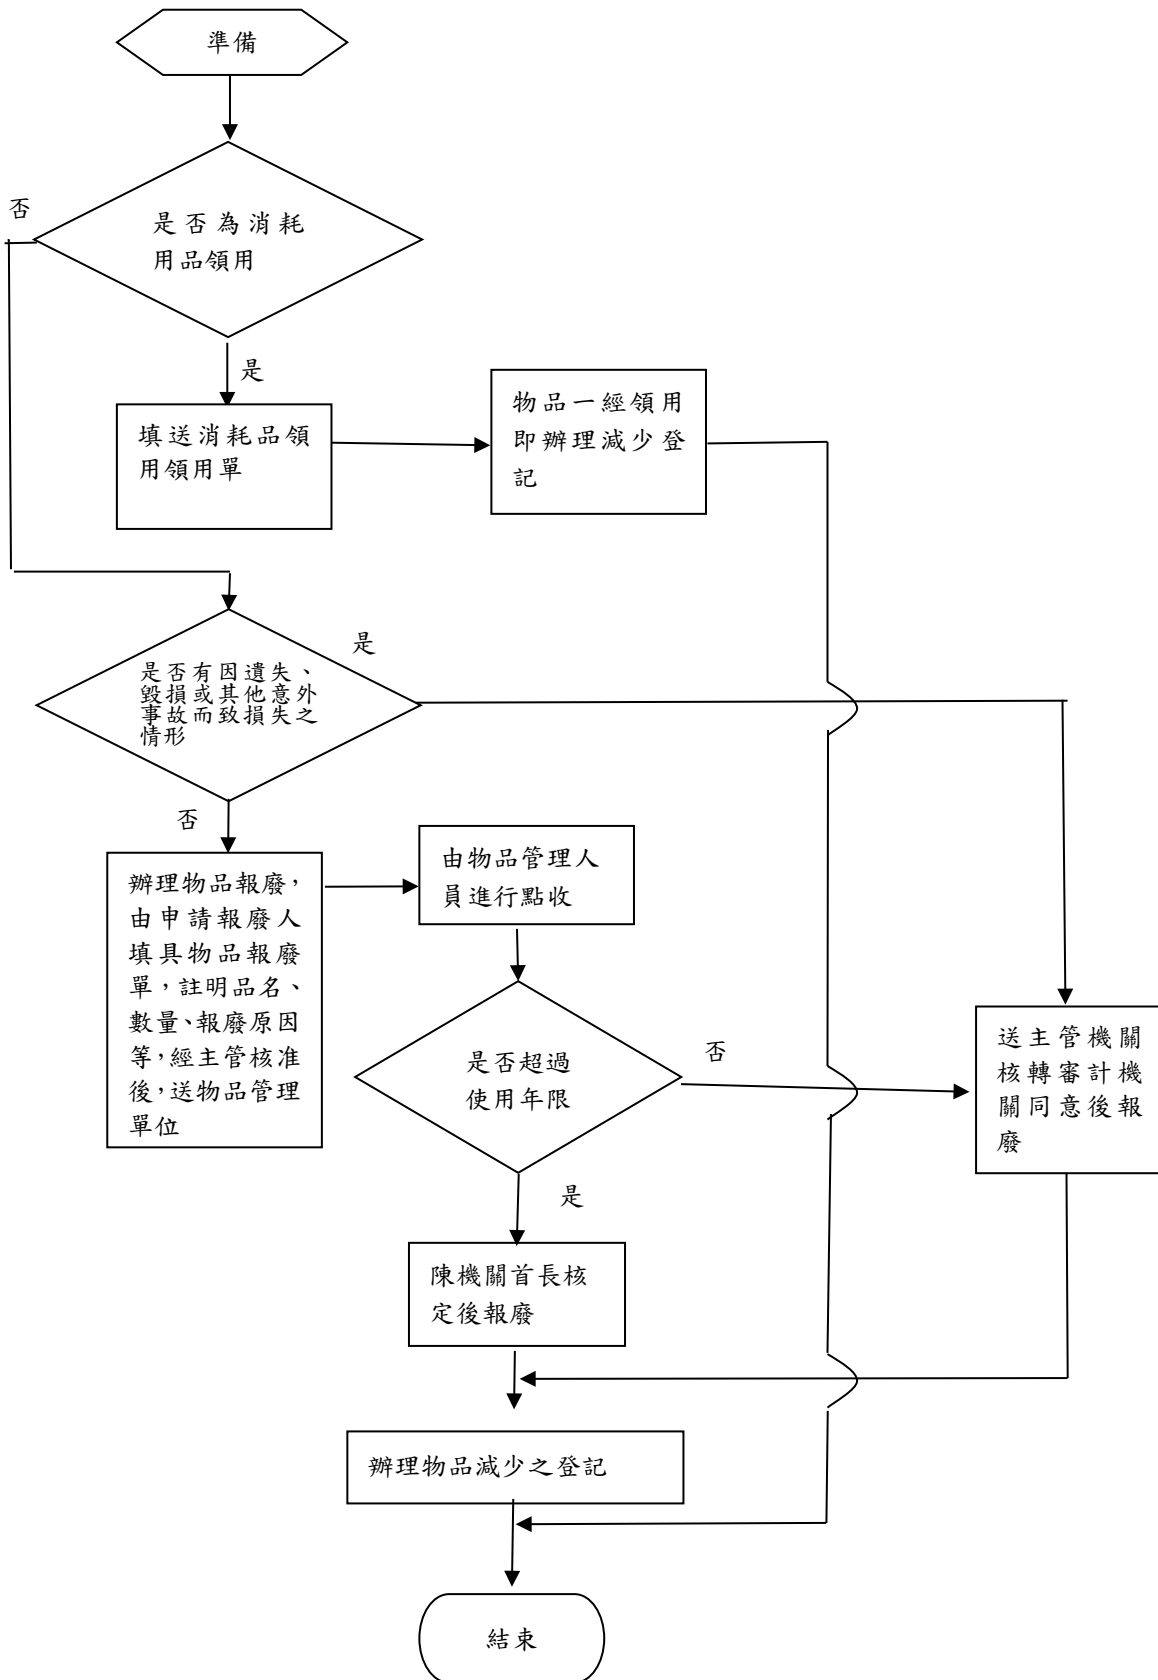 準備
否
是否為消耗
用品領用
是
填送消耗品領
用領用單
物品一經領用
即辦理減少登
記
是
是否有因遺失、
毀損或其他意外
事故而致損失之
情形
否
辦理物品報廢，
由申請報廢人
填具物品報廢
單，註明品名、
數量、報廢原因
等，經主管核准
後，送物品管理
單位
由物品管理人
員進行點收
是否超過
使用年限
否
送主管機關
核轉審計機
關同意後報
廢
是
陳機關首長核
定後報廢
辦理物品減少之登記
結束